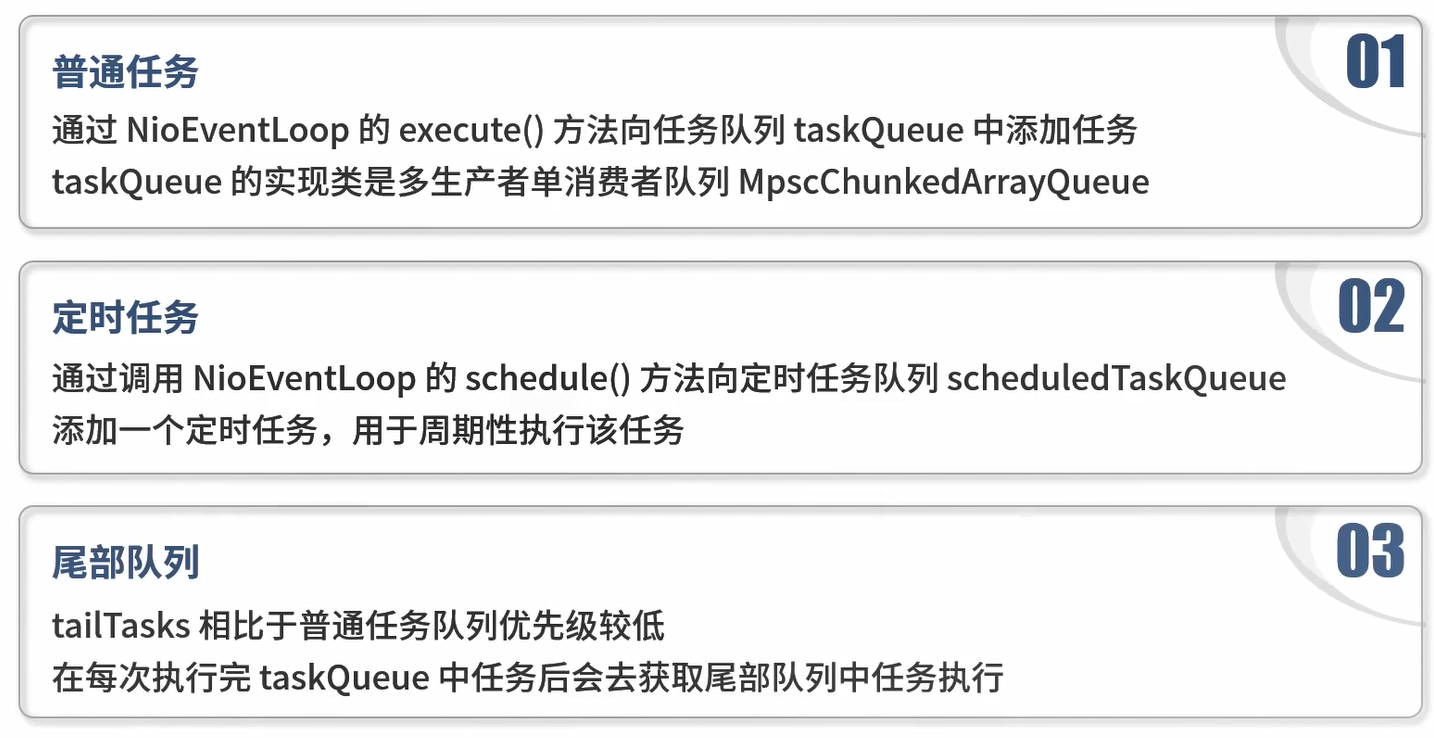 01
普通任务
通过 NioEventLoop 的 execute() 方法向任务队列 taskQueue 中添加任务
taskQueue 的实现类是多生产者单消费者队列 MpscChunkedArrayQueue
02
定时任务
通过调用 NioEventLoop 的 schedule() 方法向定时任务队列 scheduledTaskQueue
添加一个定时任务，用于周期性执行该任务
03
尾部队列
tailTasks 相比于普通任务队列优先级较低
在每次执行完 taskQueue 中任务后会去获取尾部队列中任务执行